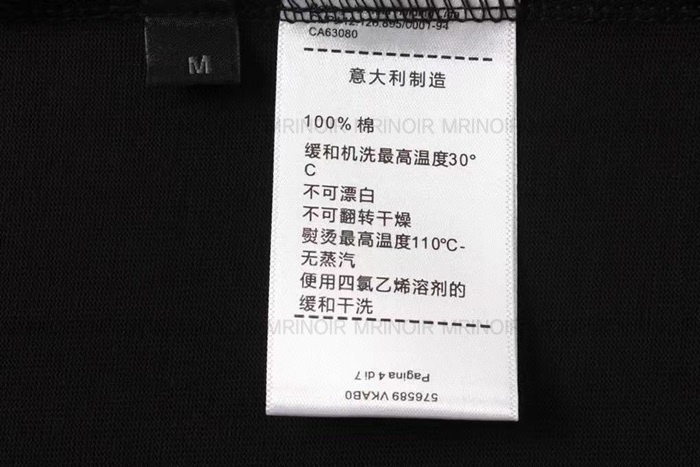 M
CA63080
意大利制造
100% 棉
缓和机洗最高温度30°
C
不可漂白
不可翻转干燥
熨烫最高温度110℃-
无蒸汽
便用四氯乙烯溶剂的
缓和干洗
MRINOIR MRINOIR MRINOIR
MRINOIR MRINOIR MRINOIR
Pagina 4 di 7
576589 VKAB0